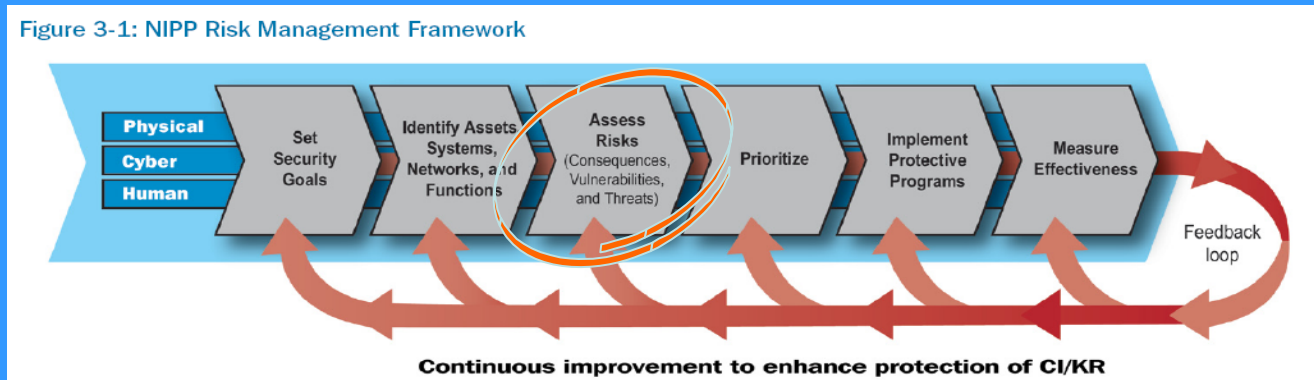 Figure 3-1: NIPP Risk Management Framework
Physical
Cyber
Human
Set
Security
Goals
Identify Assets
Systems,
Networks, and
Functions
Assess
Risks
(Consequences,
Vulnerabilities,
and Threats)
Prioritize
Implement
Protective
Programs
Measure
Effectiveness
Feedback
loop
Continuous improvement to enhance protection of CI/KR